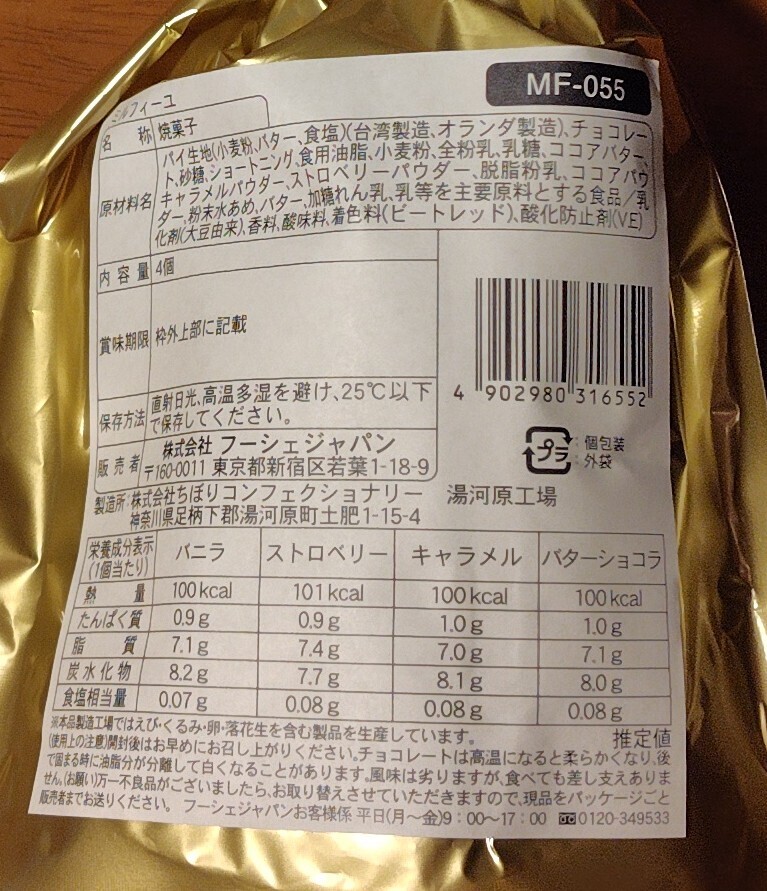 MF-055
ミルフィーユ
名称 焼菓子
原材料名 パイ生地(小麦粉、バター、食塩)(台湾製造、オランダ製造)、チョコレー
ト、砂糖、ショートニング、食用油脂、小麦粉、全粉乳、乳糖、ココアバター、
キャラメルパウダー、ストロベリーパウダー、脱脂粉乳、ココアパウ
ダー、粉末水あめ、バター、加糖れん乳、乳等を主要原料とする食品/乳
化剤(大豆由来)、香料、酸味料、着色料(ビートレッド)、酸化防止剤(V.E)
内容量 4個
賞味期限 枠外上部に記載
保存方法 直射日光、高温多湿を避け、25℃以下
で保存してください。
販売者 株式会社 フーシェジャパン
〒160-0011 東京都新宿区若葉1-18-9
4 902980 316552
プラ 個包装
外袋
製造所:株式会社ちぼりコンフェクショナリー 湯河原工場
神奈川県足柄下郡湯河原町土肥1-15-4
栄養成分表示 (1個当たり) バニラ ストロベリー キャラメル バターショコラ
熱量 100kcal 101kcal 100kcal 100kcal
たんぱく質 0.9g 0.9g 1.0g 1.0g
脂質 7.1g 7.4g 7.0g 7.1g
炭水化物 8.2g 7.7g 8.1g 8.0g
食塩相当量 0.07g 0.08g 0.08g 0.08g
推定値
※本品製造工場ではえび・くるみ・卵・落花生を含む製品を生産しています。
(使用上の注意)開封後はお早めにお召し上がりください。チョコレートは高温になると柔らかくなり、後
で固まる時に油脂分が分離して白くなることがあります。風味は劣りますが、食べても差し支えありま
せん。(お願い)万一不良品がございましたら、お取り替えさせていただきますので、現品をパッケージごと
販売者までお送りください。 フーシェジャパンお客様係 平日(月～金)9:00～17:00 0120-349533